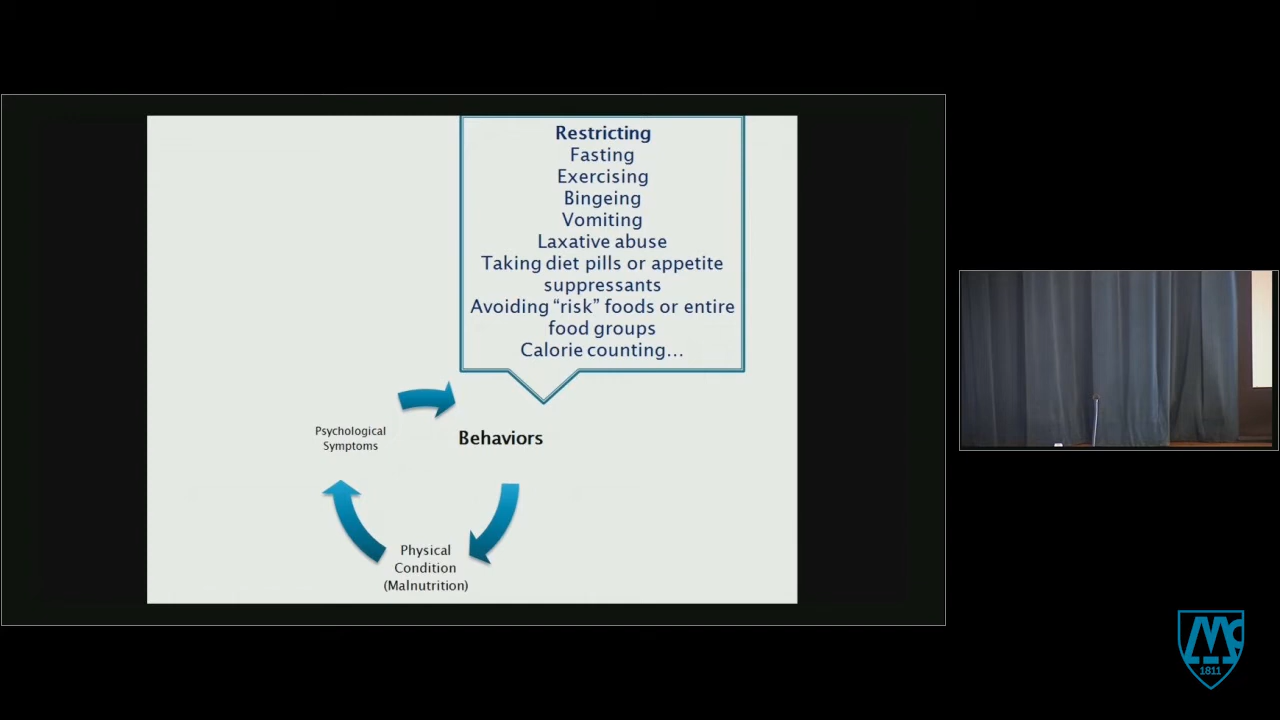 Restricting
Fasting
Exercising
Bingeing
Vomiting
Laxative abuse
Taking diet pills or appetite
suppressants
Avoiding “risk” foods or entire
food groups
Calorie counting…
Psychological
Symptoms
Behaviors
Physical
Condition
(Malnutrition)
Mc
1811